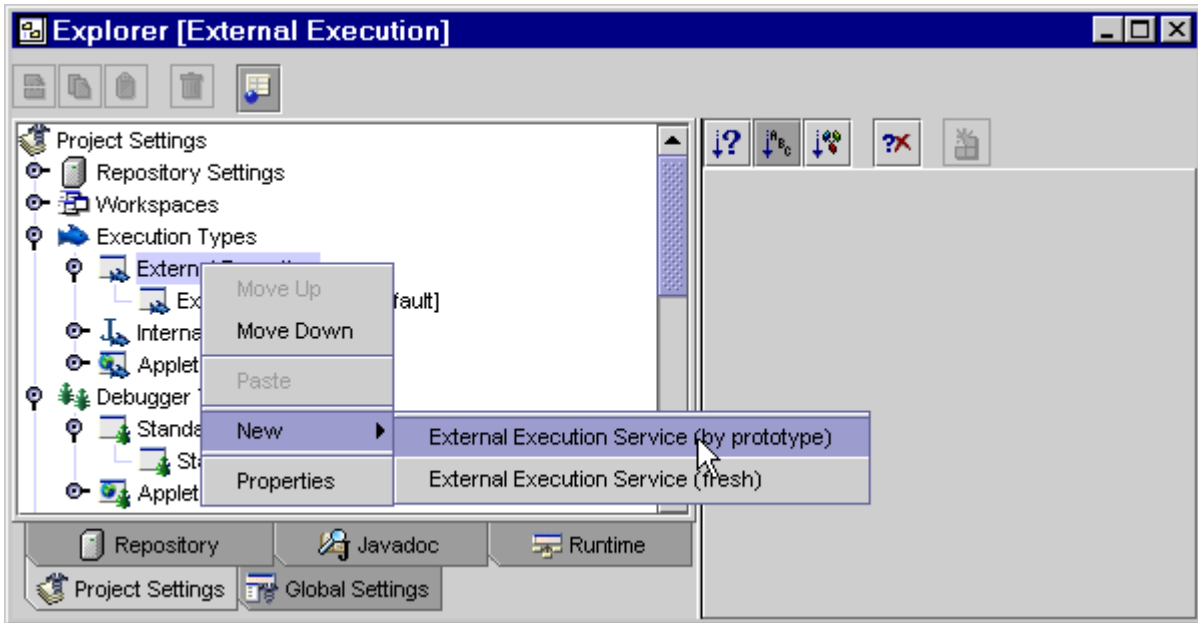 Explorer [External Execution]
Project Settings
Repository Settings
Workspaces
Execution Types
Extern
Ex fault]
Interna
Applet
Debugger
Standa
Sta
Applet
Move Up
Move Down
Paste
New
Properties
External Execution Service (by prototype)
External Execution Service (fresh)
Repository
Javadoc
Runtime
Project Settings
Global Settings